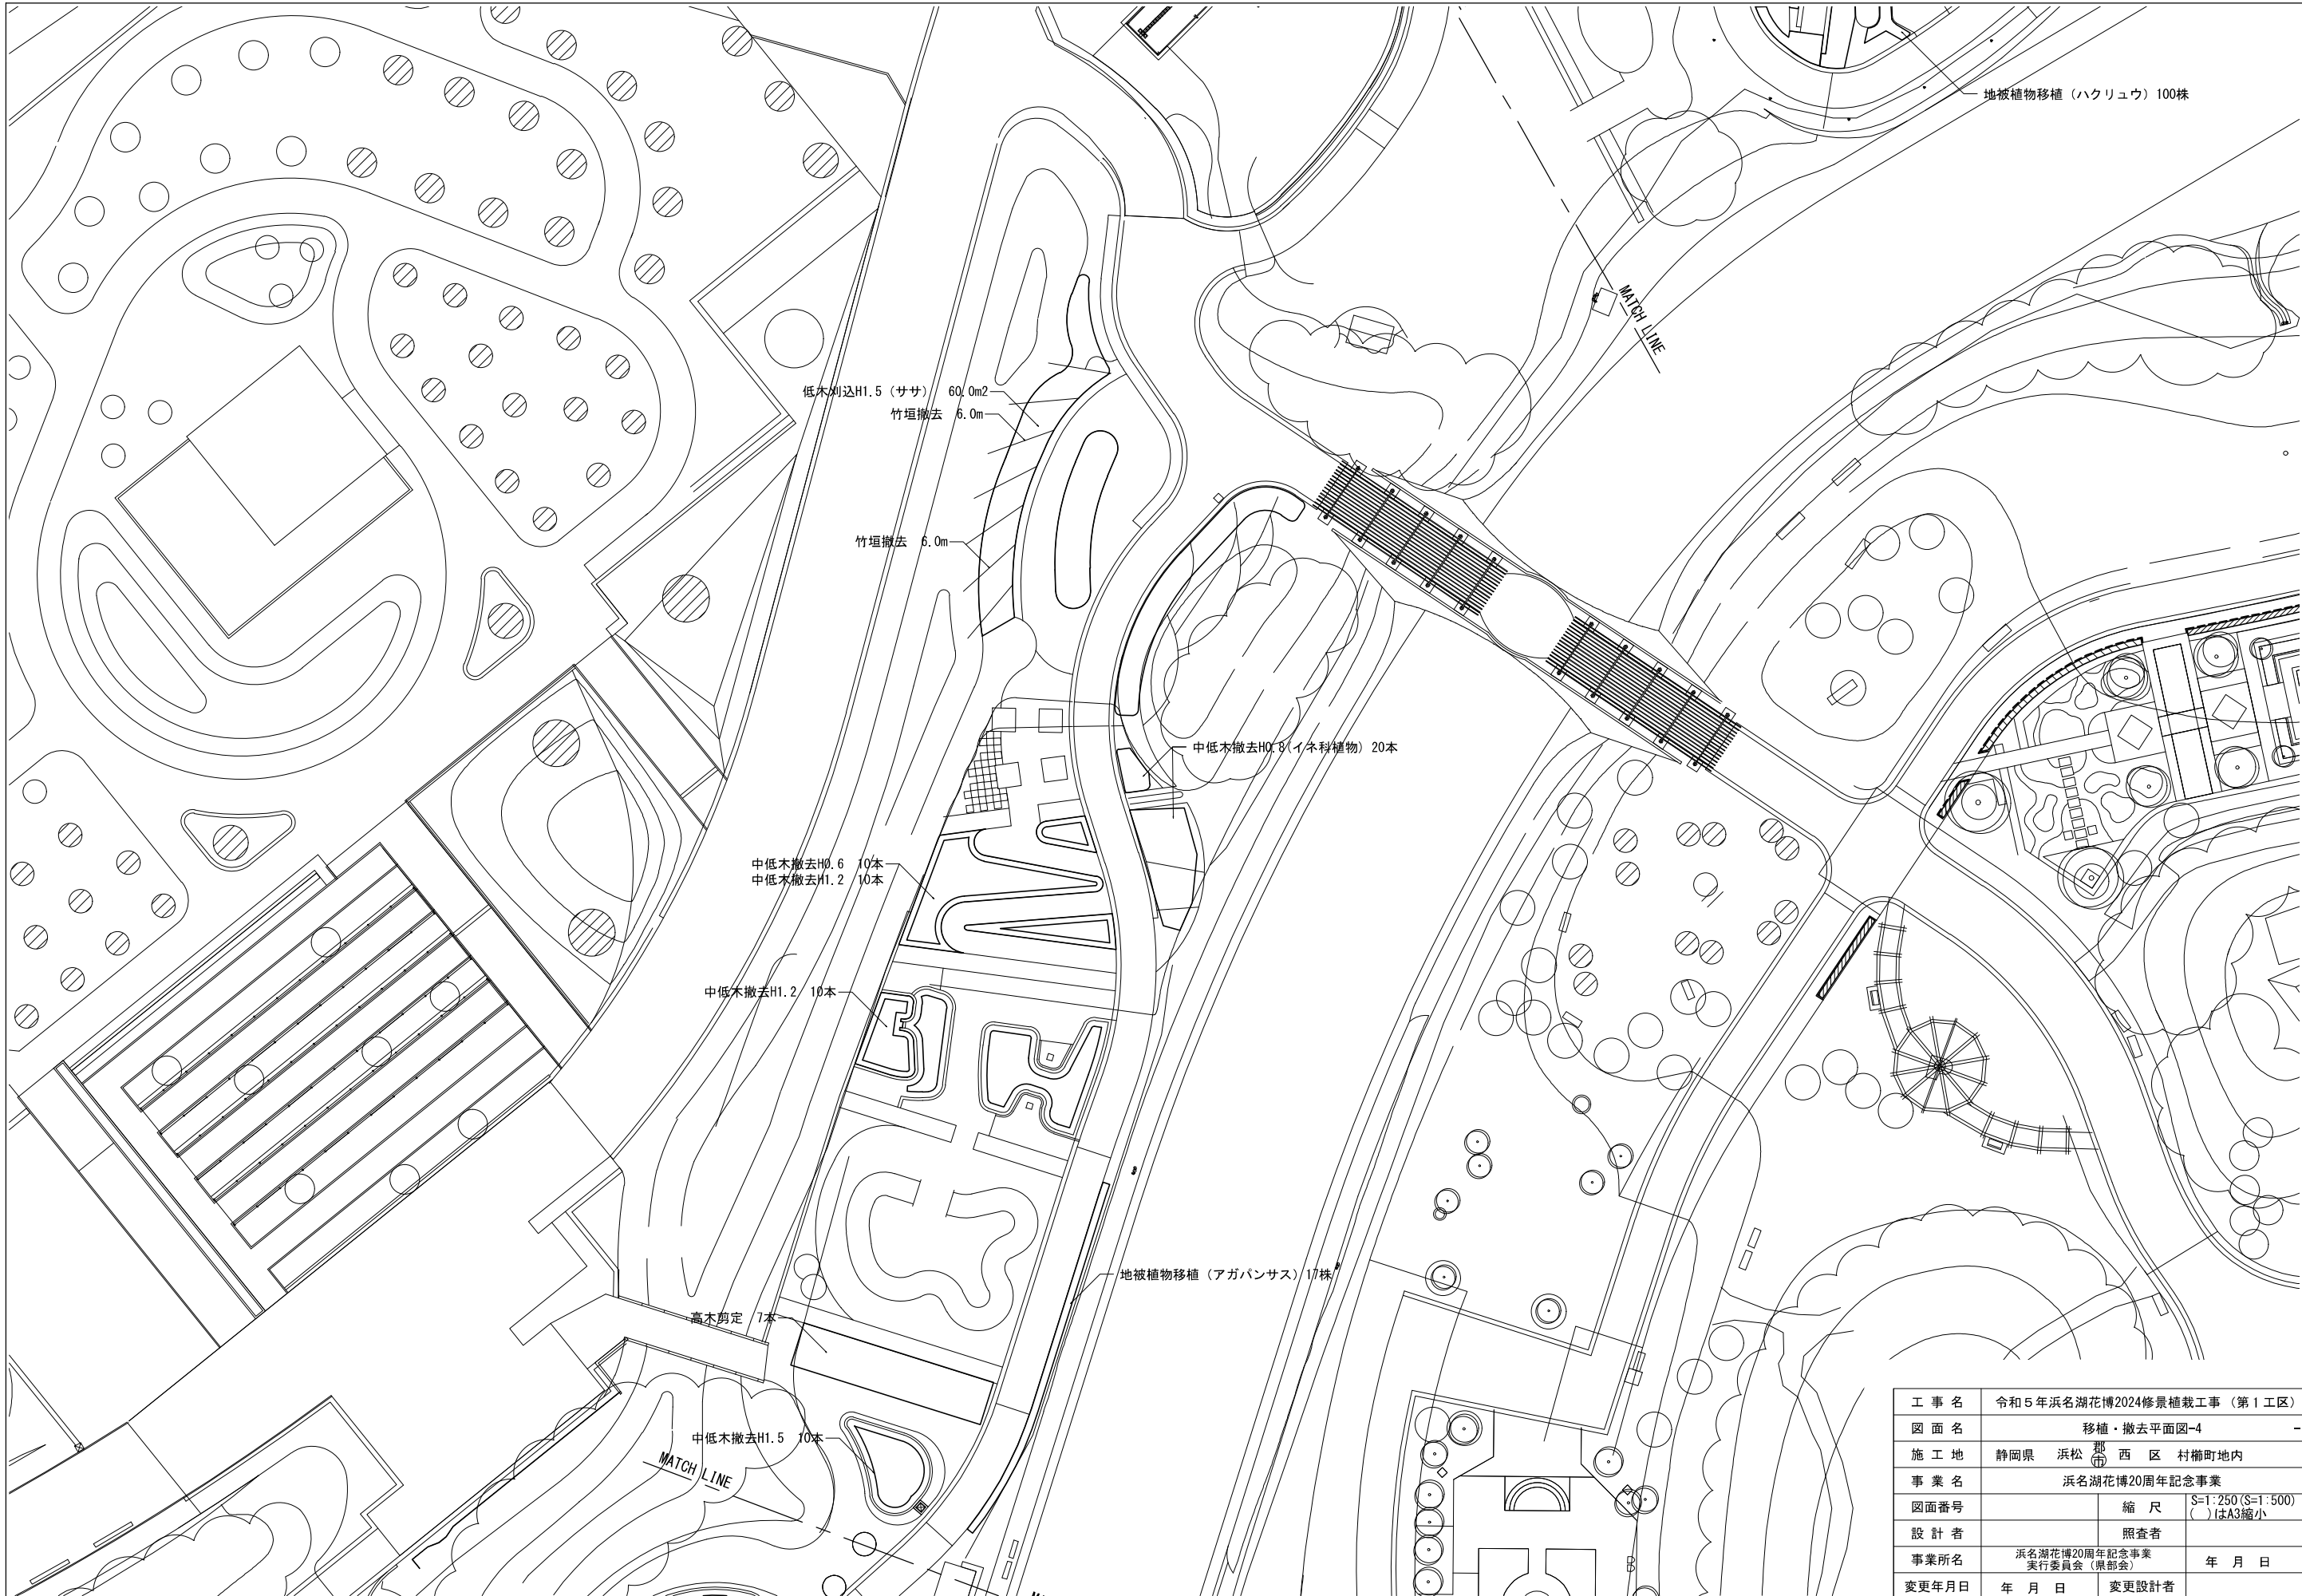 地被植物移植（ハクリュウ）100株
MATCH LINE
低木刈込H1.5（ササ） 60.0m2
竹垣撤去 6.0m
竹垣撤去 6.0m
中低木撤去H0.8(イネ科植物) 20本
中低木撤去H0.6 10本
中低木撤去H1.2 10本
中低木撤去H1.2 10本
地被植物移植（アガパンサス）17株
高木剪定 7本
中低木撤去H1.5 10本
MATCH LINE
工事名 令和５年浜名湖花博2024修景植栽工事（第１工区）
図面名 移植・撤去平面図-4 -
施工地 静岡県 浜松 郡市 西 区 村櫛町地内
事業名 浜名湖花博20周年記念事業
図面番号 縮尺 S=1:250(S=1:500)
( )はA3縮小
設計者 照査者
事業所名 浜名湖花博20周年記念事業
実行委員会（県部会） 年 月 日
変更年月日 年 月 日 変更設計者